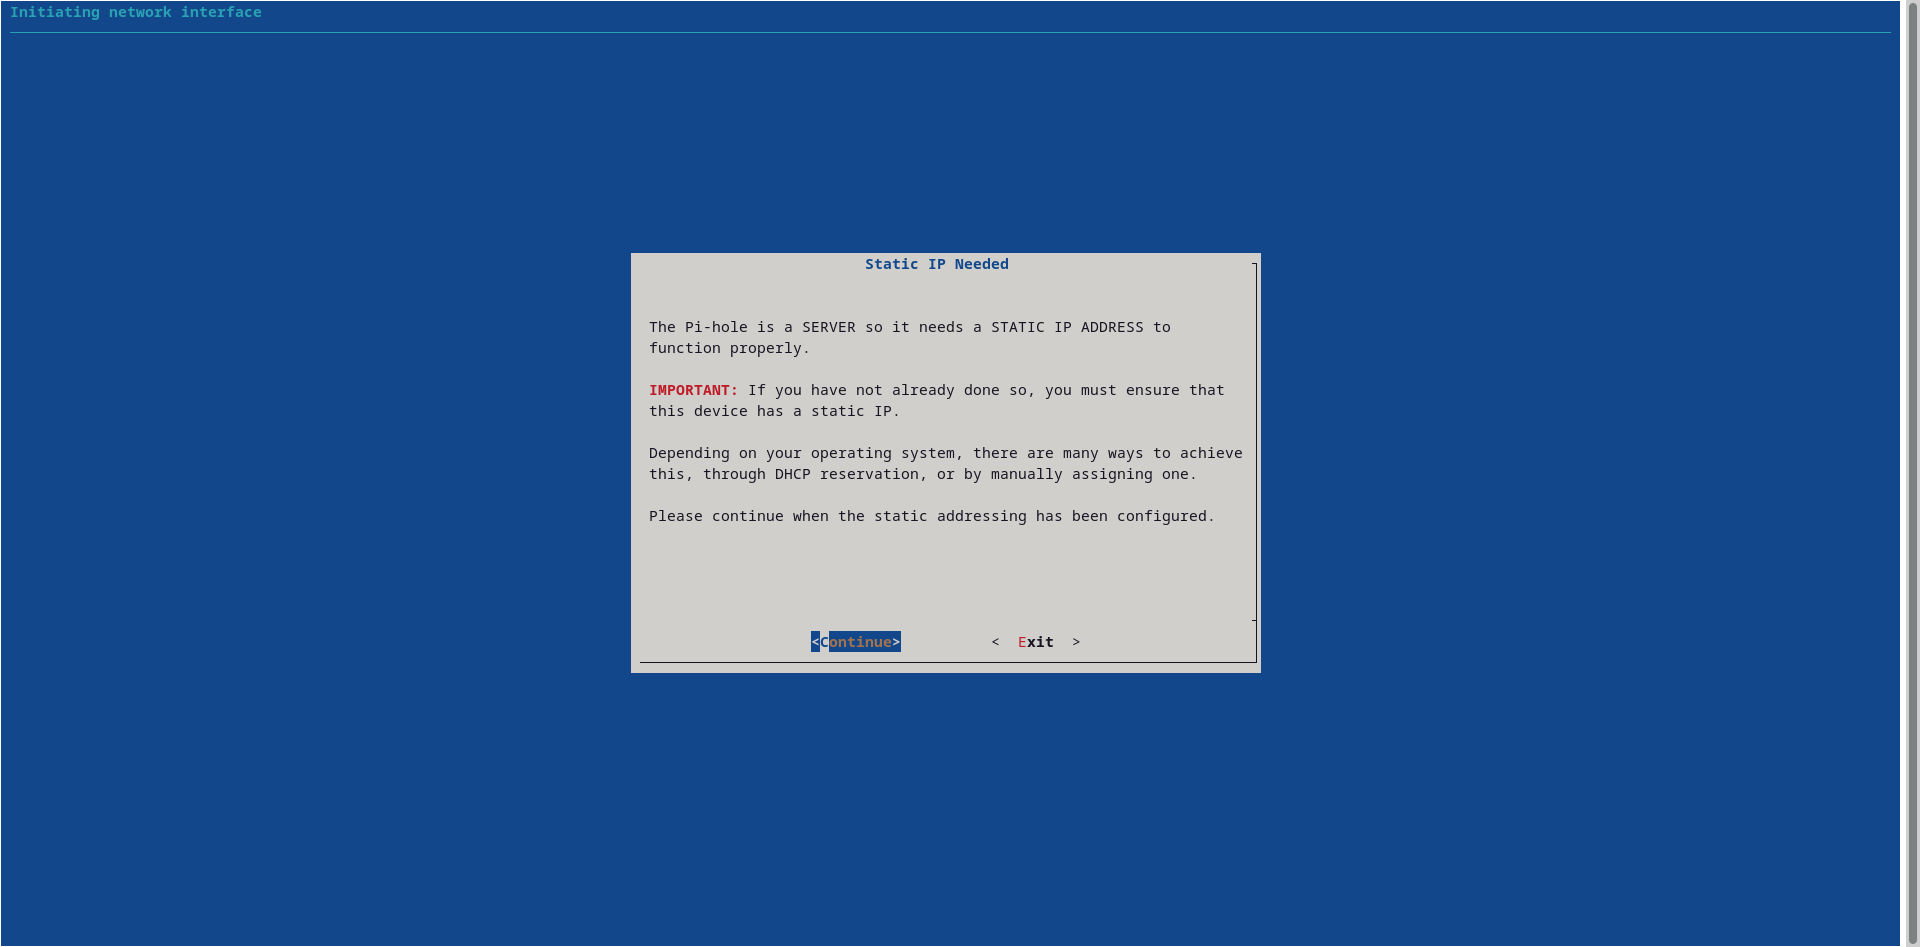 Initiating network interface
Static IP Needed
The Pi-hole is a SERVER so it needs a STATIC IP ADDRESS to
function properly.
IMPORTANT: If you have not already done so, you must ensure that
this device has a static IP.
Depending on your operating system, there are many ways to achieve
this, through DHCP reservation, or by manually assigning one.
Please continue when the static addressing has been configured.
<Continue> < Exit >